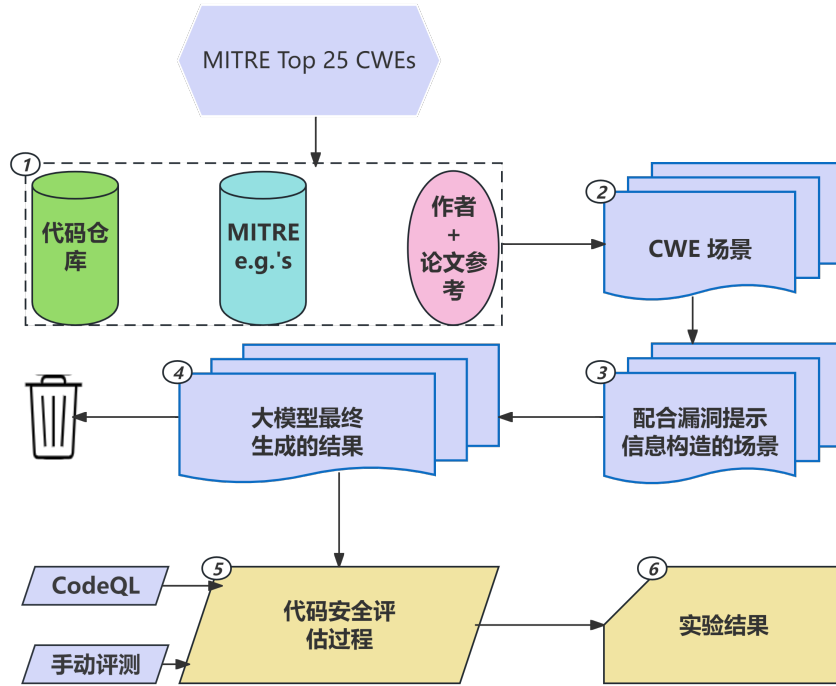 MITRE Top 25 CWEs
1
代码仓
库
MITRE
e.g.'s
作者
+
论文参
考
2
CWE 场景
3
配合漏洞提示
信息构造的场景
4
大模型最终
生成的结果
CodeQL
手动评测
5
代码安全评
估过程
6
实验结果